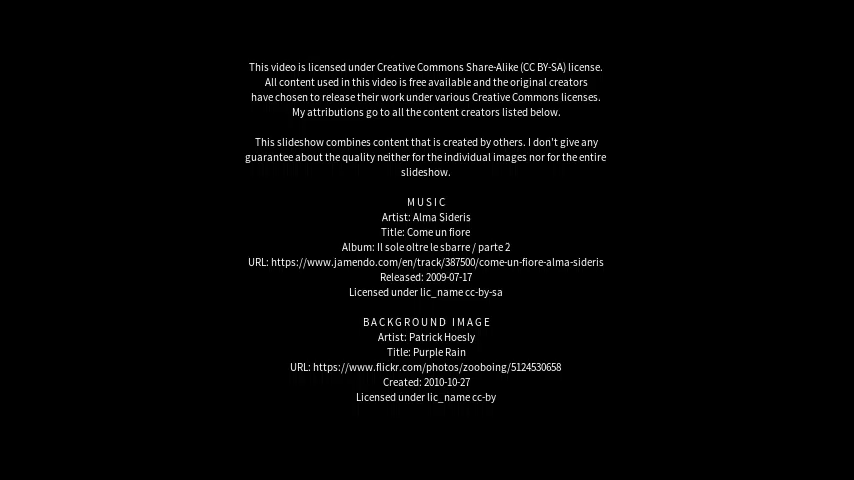 This video is licensed under Creative Commons Share-Alike (CC BY-SA) license.
All content used in this video is free available and the original creators
have chosen to release their work under various Creative Commons licenses.
My attributions go to all the content creators listed below.
This slideshow combines content that is created by others. I don't give any
guarantee about the quality neither for the individual images nor for the entire
slideshow.
MUSIC
Artist: Alma Sideris
Title: Come un fiore
Album: Il sole oltre le sbarre / parte 2
URL: https://www.jamendo.com/en/track/387500/come-un-fiore-alma-sideris
Released: 2009-07-17
Licensed under lic_name cc-by-sa
BACKGROUND IMAGE
Artist: Patrick Hoesly
Title: Purple Rain
URL: https://www.flickr.com/photos/zooboing/5124530658
Created: 2010-10-27
Licensed under lic_name cc-by